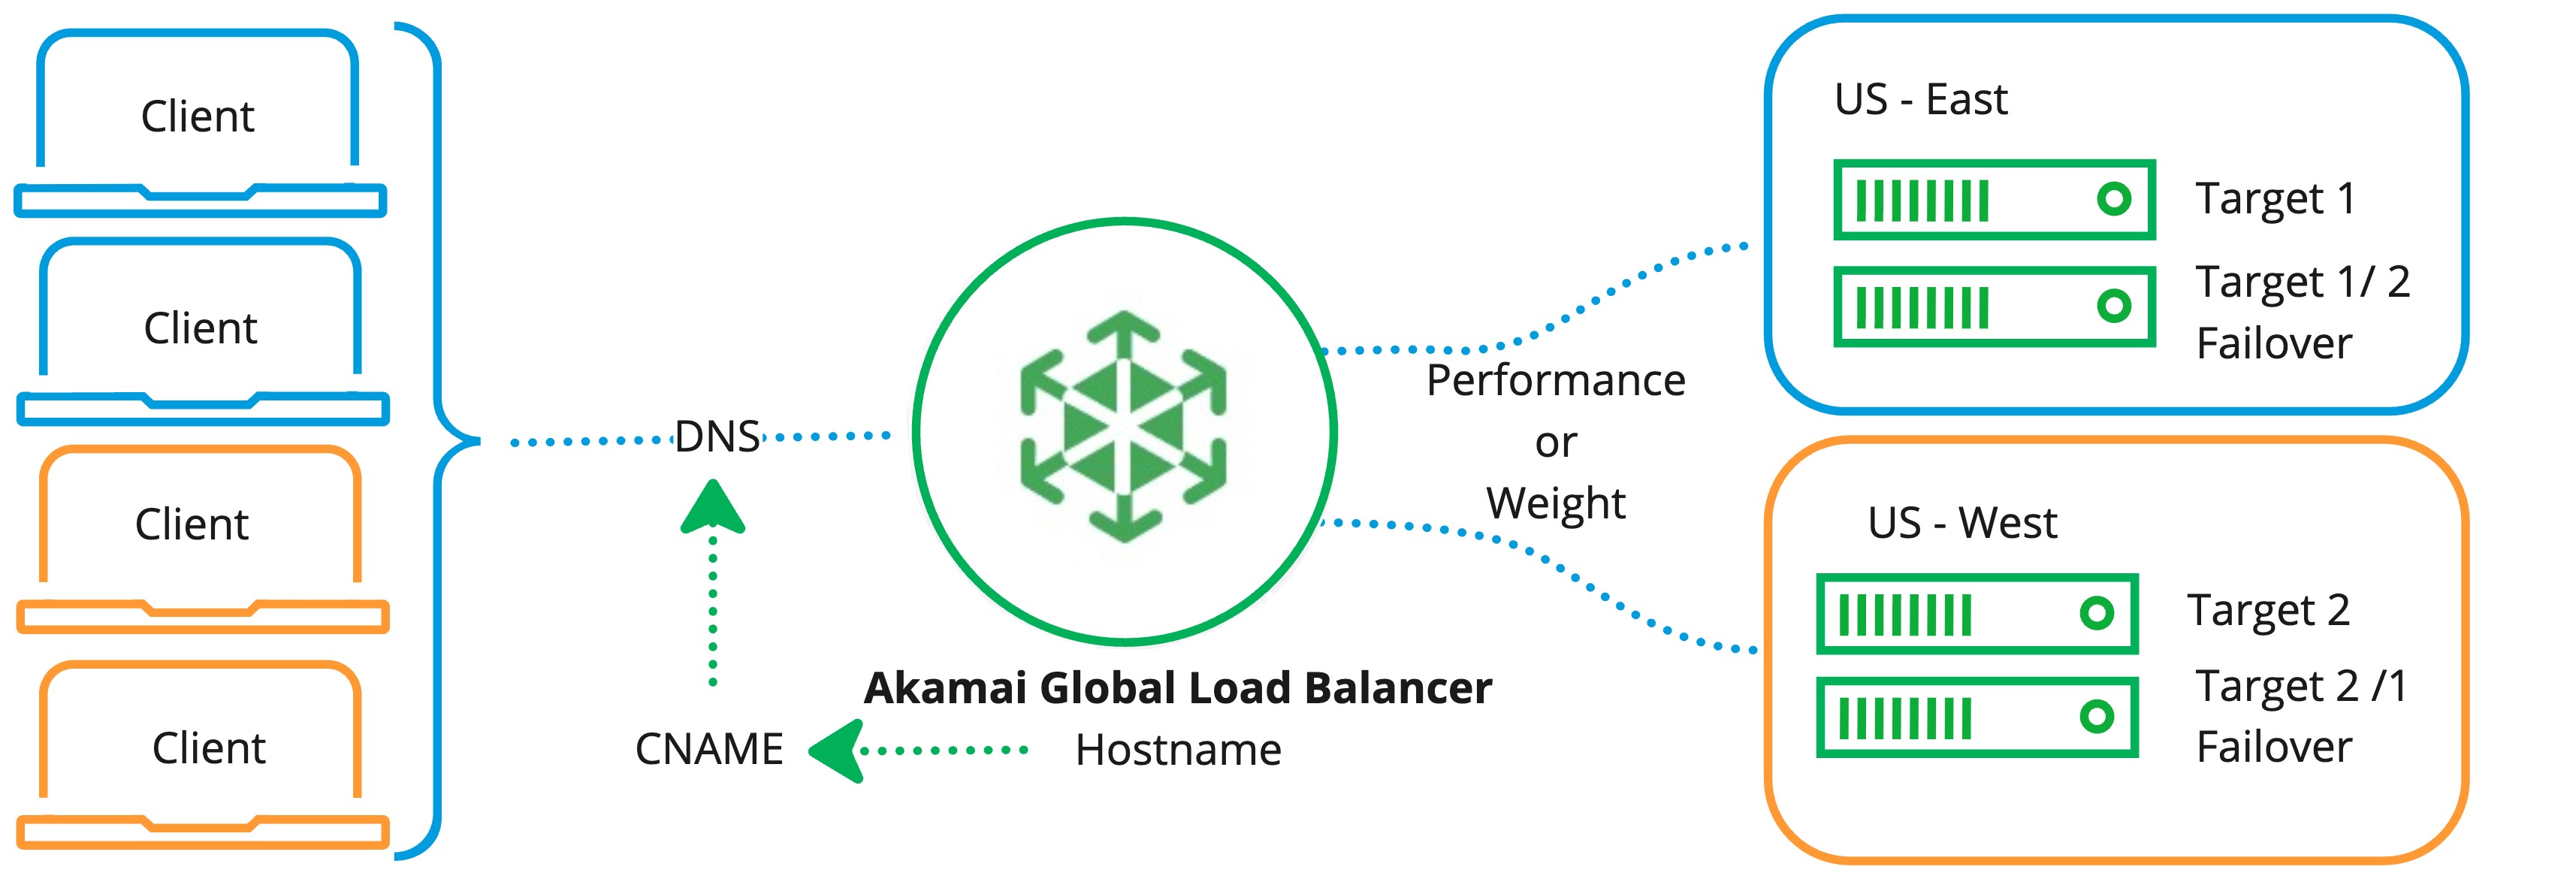 Client
Client
Client
Client
DNS
CNAME
Akamai Global Load Balancer
Hostname
Performance
or
Weight
US - East
Target 1
Target 1/ 2
Failover
US - West
Target 2
Target 2 /1
Failover